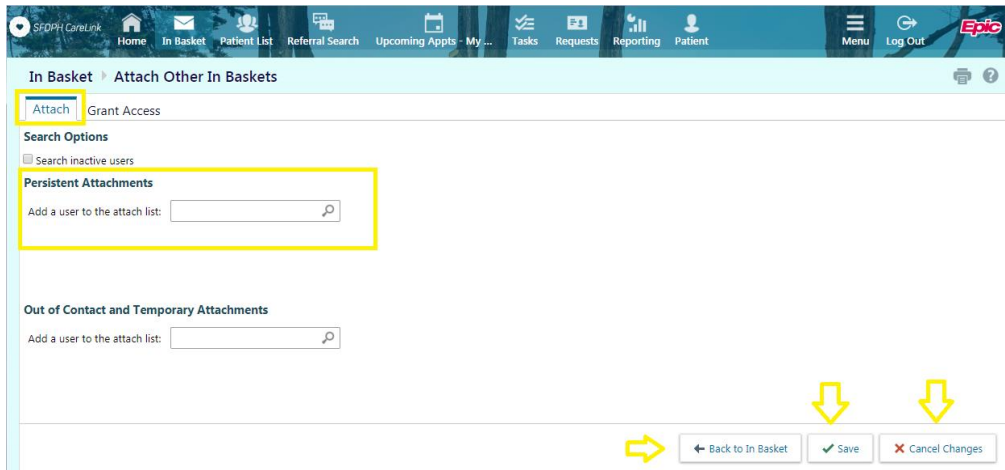 SFDPH CareLink
Home In Basket Patient List Referral Search Upcoming Appts - My ... Tasks Requests Reporting Patient Menu Log Out Epic
In Basket Attach Other In Baskets
Attach Grant Access
Search Options
Search inactive users
Persistent Attachments
Add a user to the attach list:
Out of Contact and Temporary Attachments
Add a user to the attach list:
Back to In Basket Save Cancel Changes